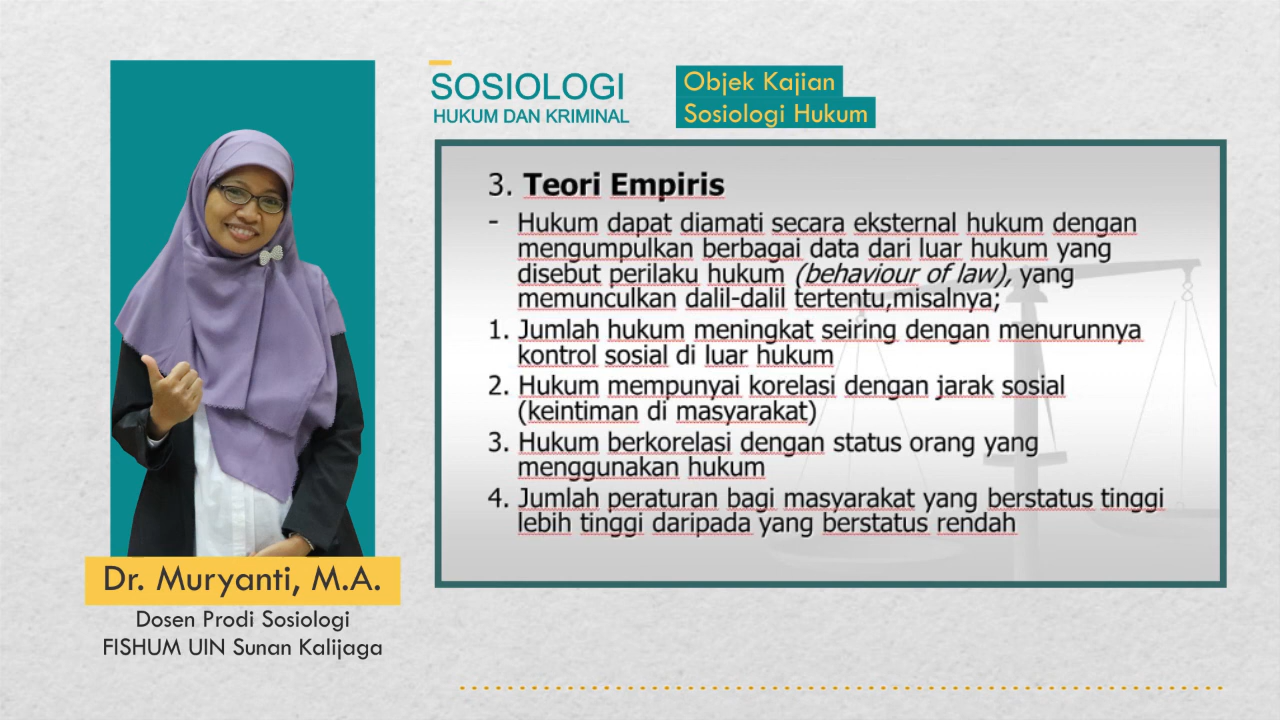 SOSIOLOGI
HUKUM DAN KRIMINAL
Objek Kajian
Sosiologi Hukum
3. Teori Empiris
- Hukum dapat diamati secara eksternal hukum dengan
mengumpulkan berbagai data dari luar hukum yang
disebut perilaku hukum (behaviour of law), yang
memunculkan dalil-dalil tertentu,misalnya;
1. Jumlah hukum meningkat seiring dengan menurunnya
kontrol sosial di luar hukum
2. Hukum mempunyai korelasi dengan jarak sosial
(keintiman di masyarakat)
3. Hukum berkorelasi dengan status orang yang
menggunakan hukum
4. Jumlah peraturan bagi masyarakat yang berstatus tinggi
lebih tinggi daripada yang berstatus rendah
Dr. Muryanti, M.A.
Dosen Prodi Sosiologi
FISHUM UIN Sunan Kalijaga